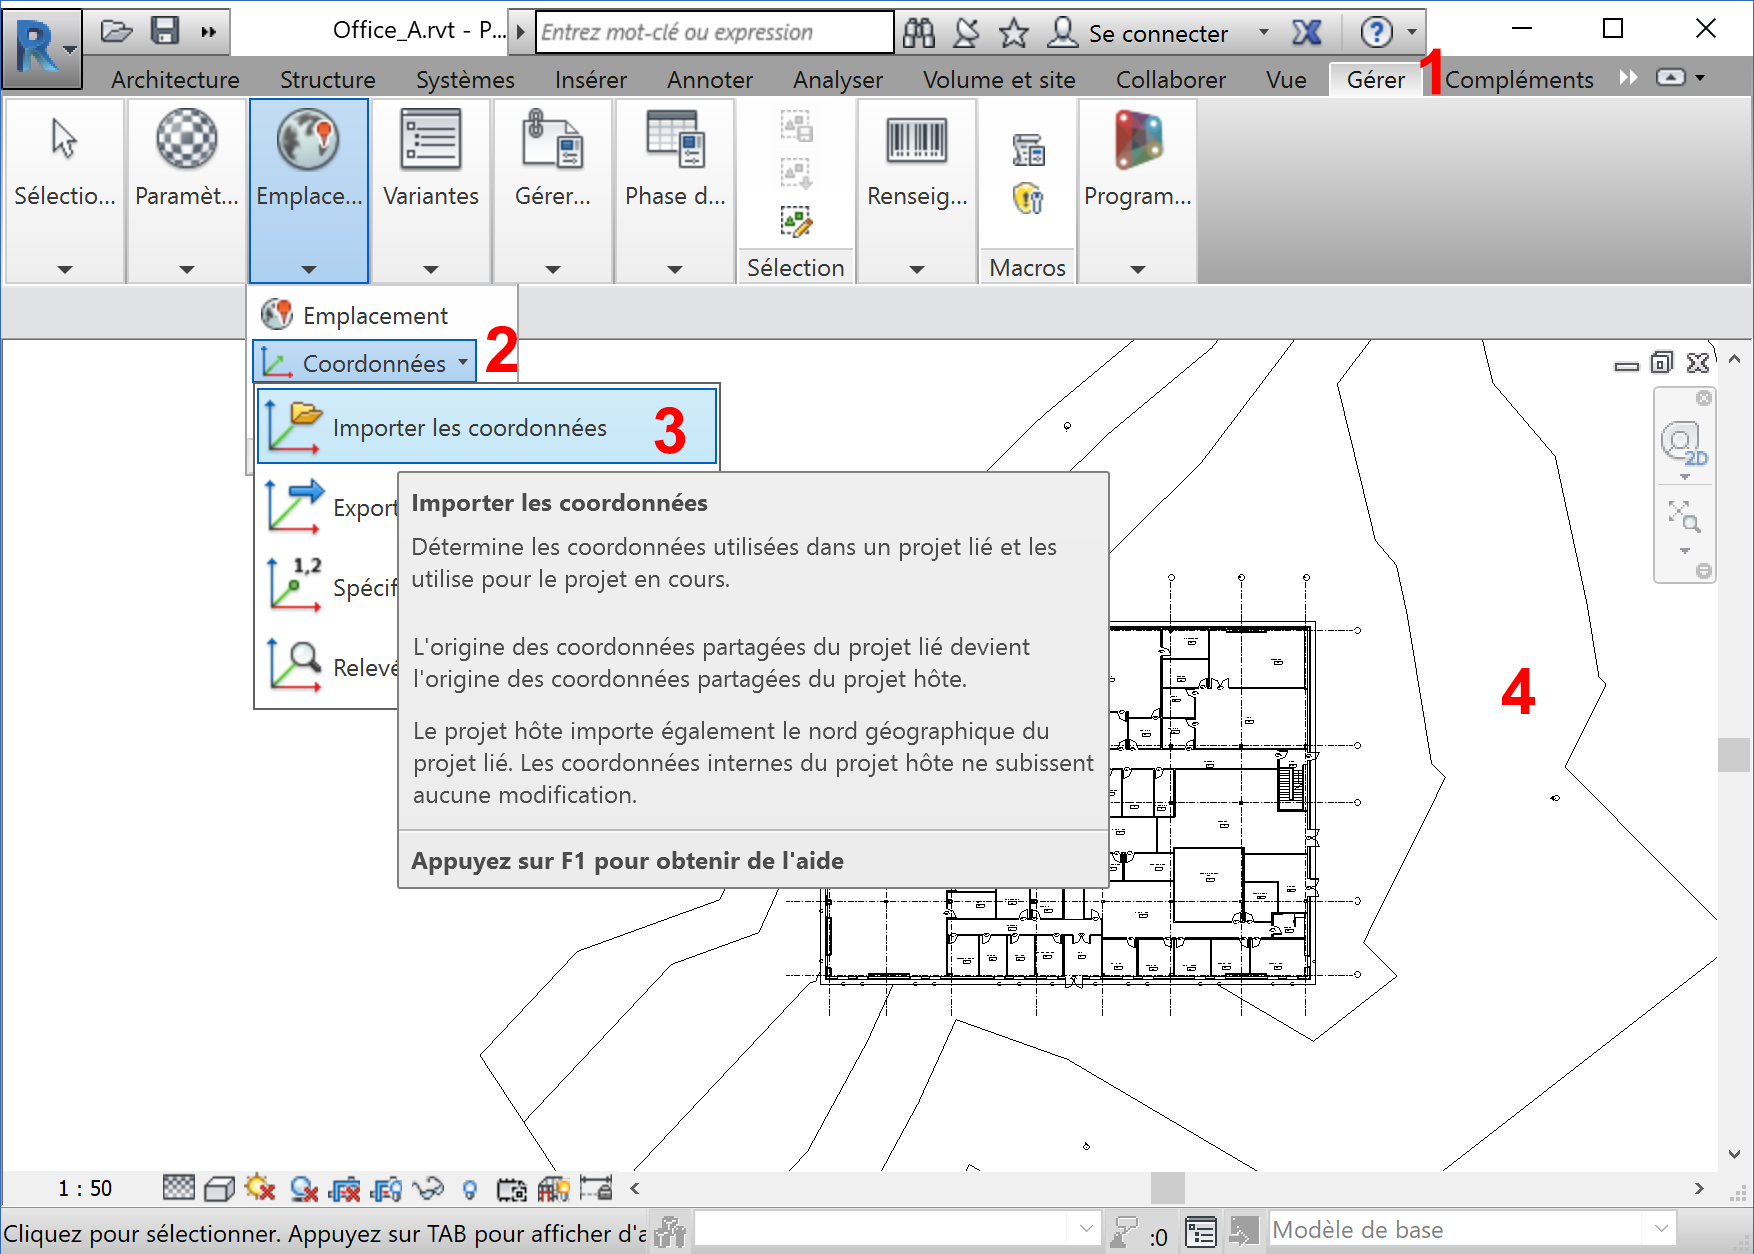 Office_A.rvt - P...
Entrez mot-clé ou expression
Se connecter
Architecture
Structure
Systèmes
Insérer
Annoter
Analyser
Volume et site
Collaborer
Vue
Gérer
1
Compléments
Sélectio...
Paramèt...
Emplace...
Variantes
Gérer...
Phase d...
Sélection
Renseig...
Macros
Program...
Emplacement
Coordonnées
2
Importer les coordonnées
3
Export
1,2
Spécif
Relevé
Importer les coordonnées
Détermine les coordonnées utilisées dans un projet lié et les
utilise pour le projet en cours.
L'origine des coordonnées partagées du projet lié devient
l'origine des coordonnées partagées du projet hôte.
Le projet hôte importe également le nord géographique du
projet lié. Les coordonnées internes du projet hôte ne subissent
aucune modification.
Appuyez sur F1 pour obtenir de l'aide
2D
4
1 : 50
Cliquez pour sélectionner. Appuyez sur TAB pour afficher d'a
:0
Modèle de base